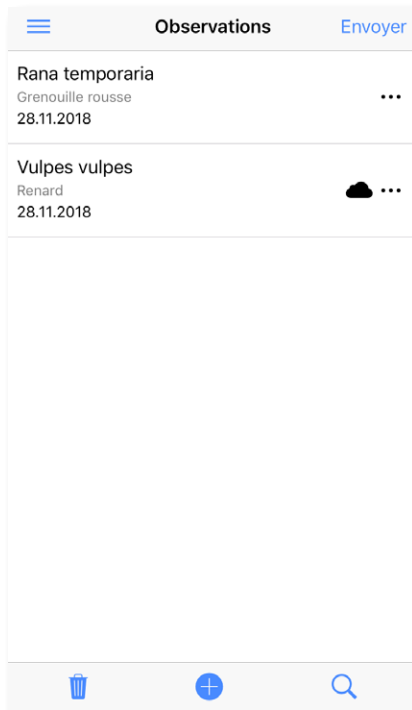 Observations
Envoyer
Rana temporaria
Grenouille rousse
28.11.2018
Vulpes vulpes
Renard
28.11.2018